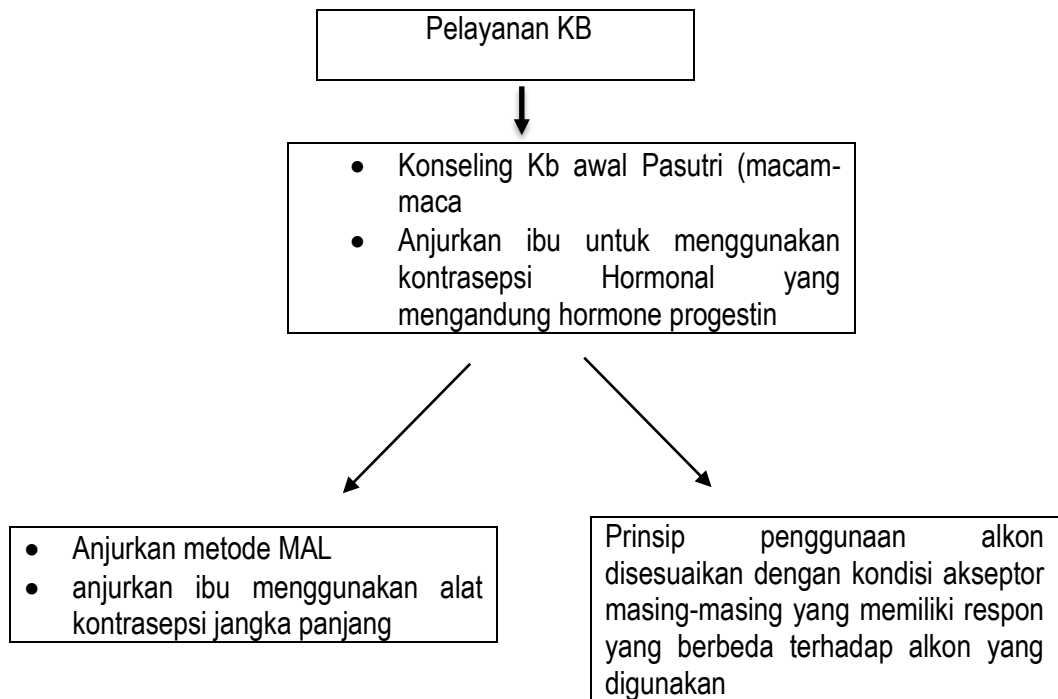 Pelayanan KB
• Konseling Kb awal Pasutri (macam-
maca
• Anjurkan ibu untuk menggunakan
kontrasepsi Hormonal yang
mengandung hormone progestin
• Anjurkan metode MAL
• anjurkan ibu menggunakan alat
kontrasepsi jangka panjang
Prinsip penggunaan alkon
disesuaikan dengan kondisi akseptor
masing-masing yang memiliki respon
yang berbeda terhadap alkon yang
digunakan